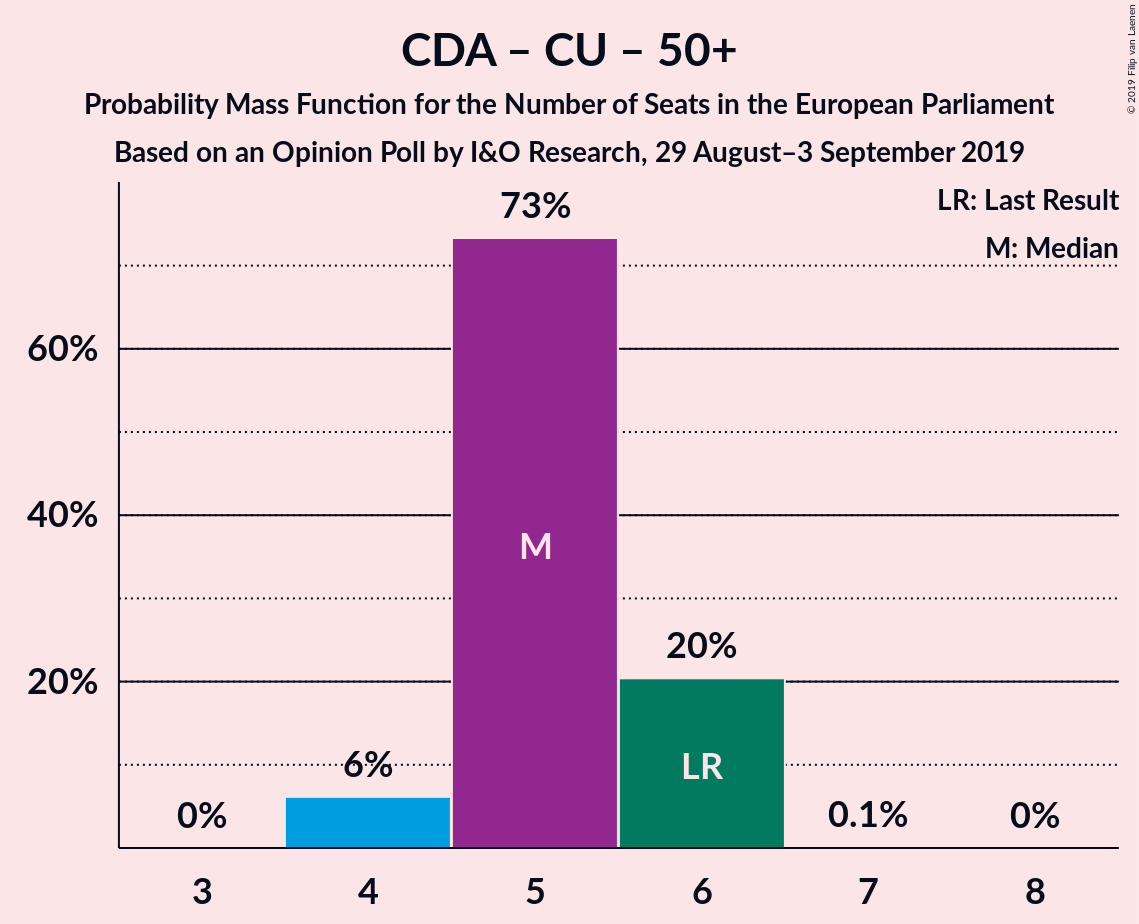 CDA – CU – 50+
Probability Mass Function for the Number of Seats in the European Parliament
Based on an Opinion Poll by I&O Research, 29 August–3 September 2019
© 2019 Filip van Laenen
LR: Last Result
M: Median
73%
60%
40%
20%
M
20%
LR
6%
0%
0.1%
0%
3 4 5 6 7 8